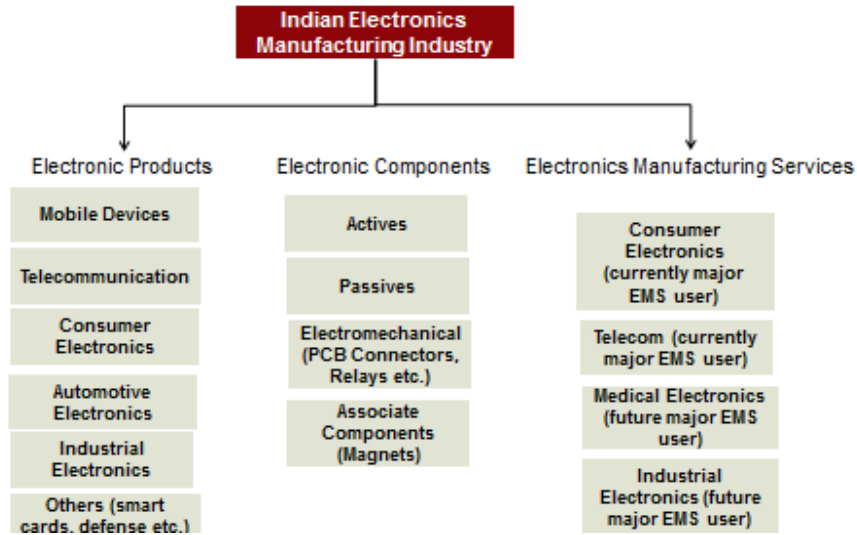 Indian Electronics
Manufacturing Industry
Electronic Products
Mobile Devices
Telecommunication
Consumer
Electronics
Automotive
Electronics
Industrial
Electronics
Others (smart
cards, defense etc.)
Electronic Components
Actives
Passives
Electromechanical
(PCB Connectors,
Relays etc.)
Associate
Components
(Magnets)
Electronics Manufacturing Services
Consumer
Electronics
(currently major
EMS user)
Telecom (currently
major EMS user)
Medical Electronics
(future major EMS
user)
Industrial
Electronics (future
major EMS user)